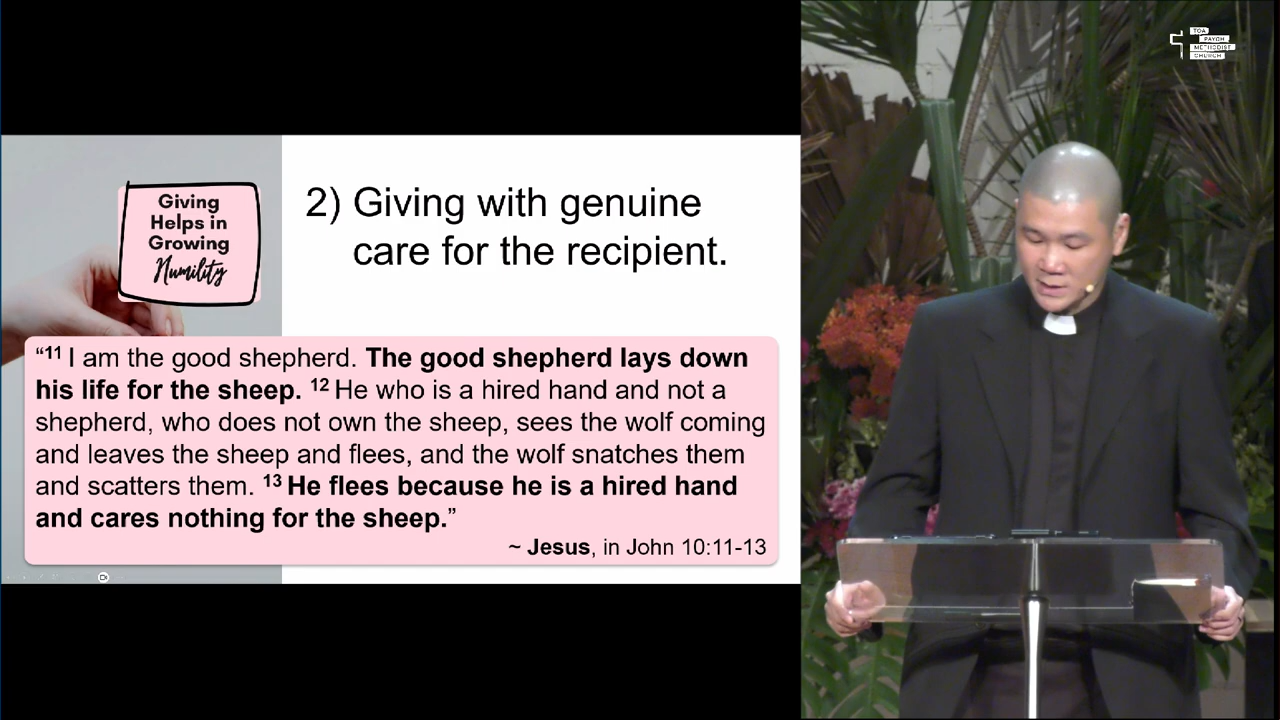 TOA
PAYOH
METHODIST
CHURCH
Giving
Helps in
Growing
Humility
2) Giving with genuine
care for the recipient.
“11 I am the good shepherd. The good shepherd lays down
his life for the sheep. 12 He who is a hired hand and not a
shepherd, who does not own the sheep, sees the wolf coming
and leaves the sheep and flees, and the wolf snatches them
and scatters them. 13 He flees because he is a hired hand
and cares nothing for the sheep.”
~ Jesus, in John 10:11-13